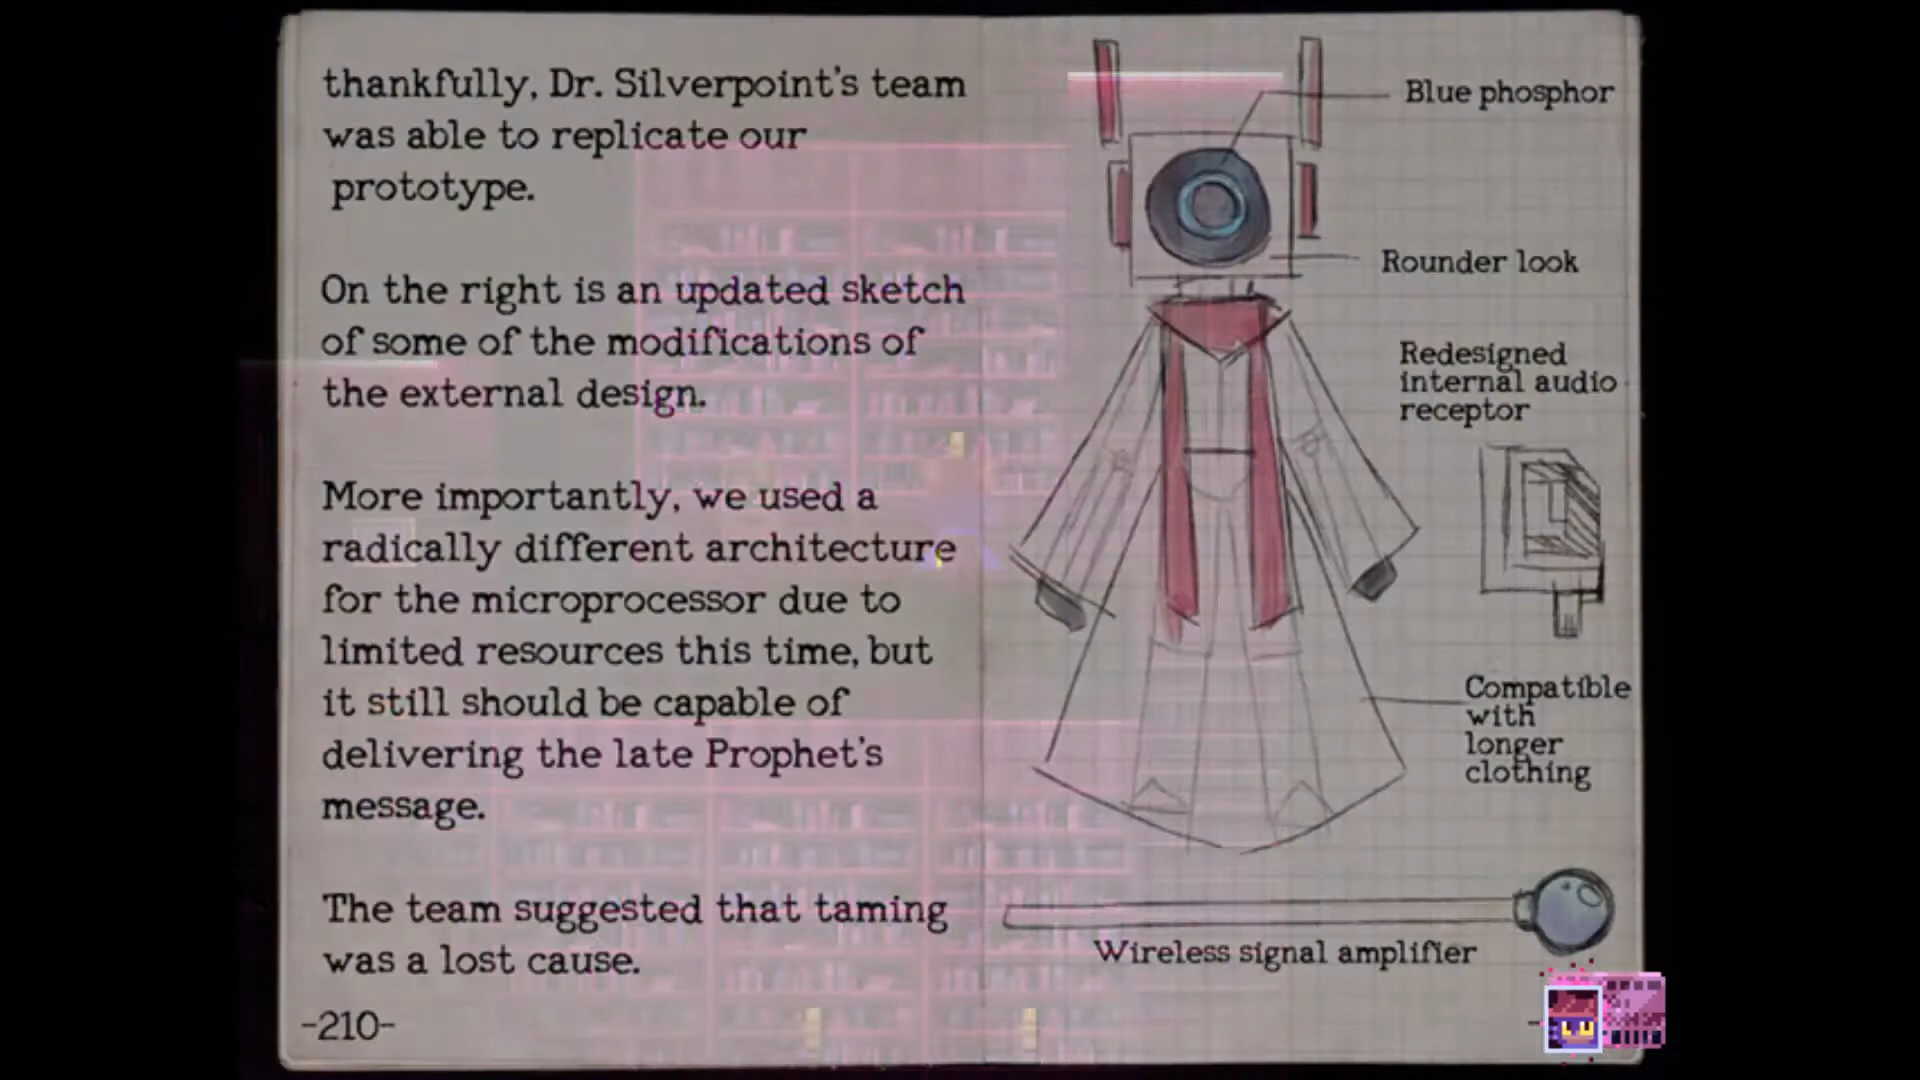 thankfully, Dr. Silverpoint's team
was able to replicate our
prototype.
On the right is an updated sketch
of some of the modifications of
the external design.
More importantly, we used a
radically different architecture
for the microprocessor due to
limited resources this time, but
it still should be capable of
delivering the late Prophet's
message.
The team suggested that taming
was a lost cause.
-210-
Blue phosphor
Rounder look
Redesigned
internal audio
receptor
Compatible
with
longer
clothing
Wireless signal amplifier